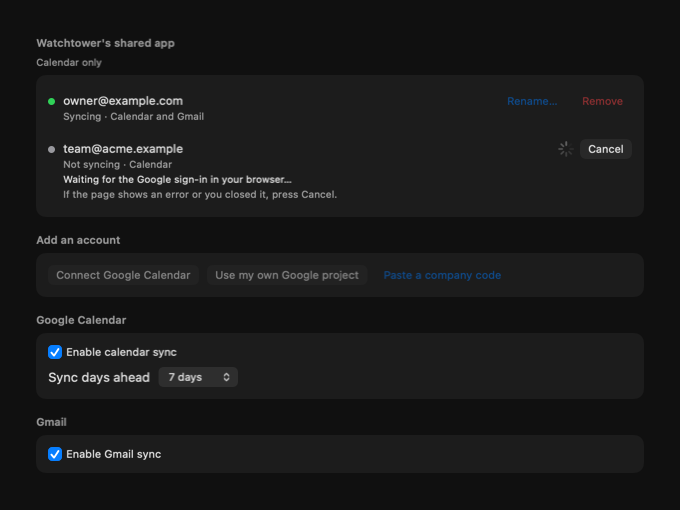 Watchtower's shared app
Calendar only
owner@example.com
Rename...
Remove
Syncing · Calendar and Gmail
team@acme.example
Cancel
Not syncing · Calendar
Waiting for the Google sign-in in your browser...
If the page shows an error or you closed it, press Cancel.
Add an account
Connect Google Calendar
Use my own Google project
Paste a company code
Google Calendar
Enable calendar sync
Sync days ahead
7 days
Gmail
Enable Gmail sync